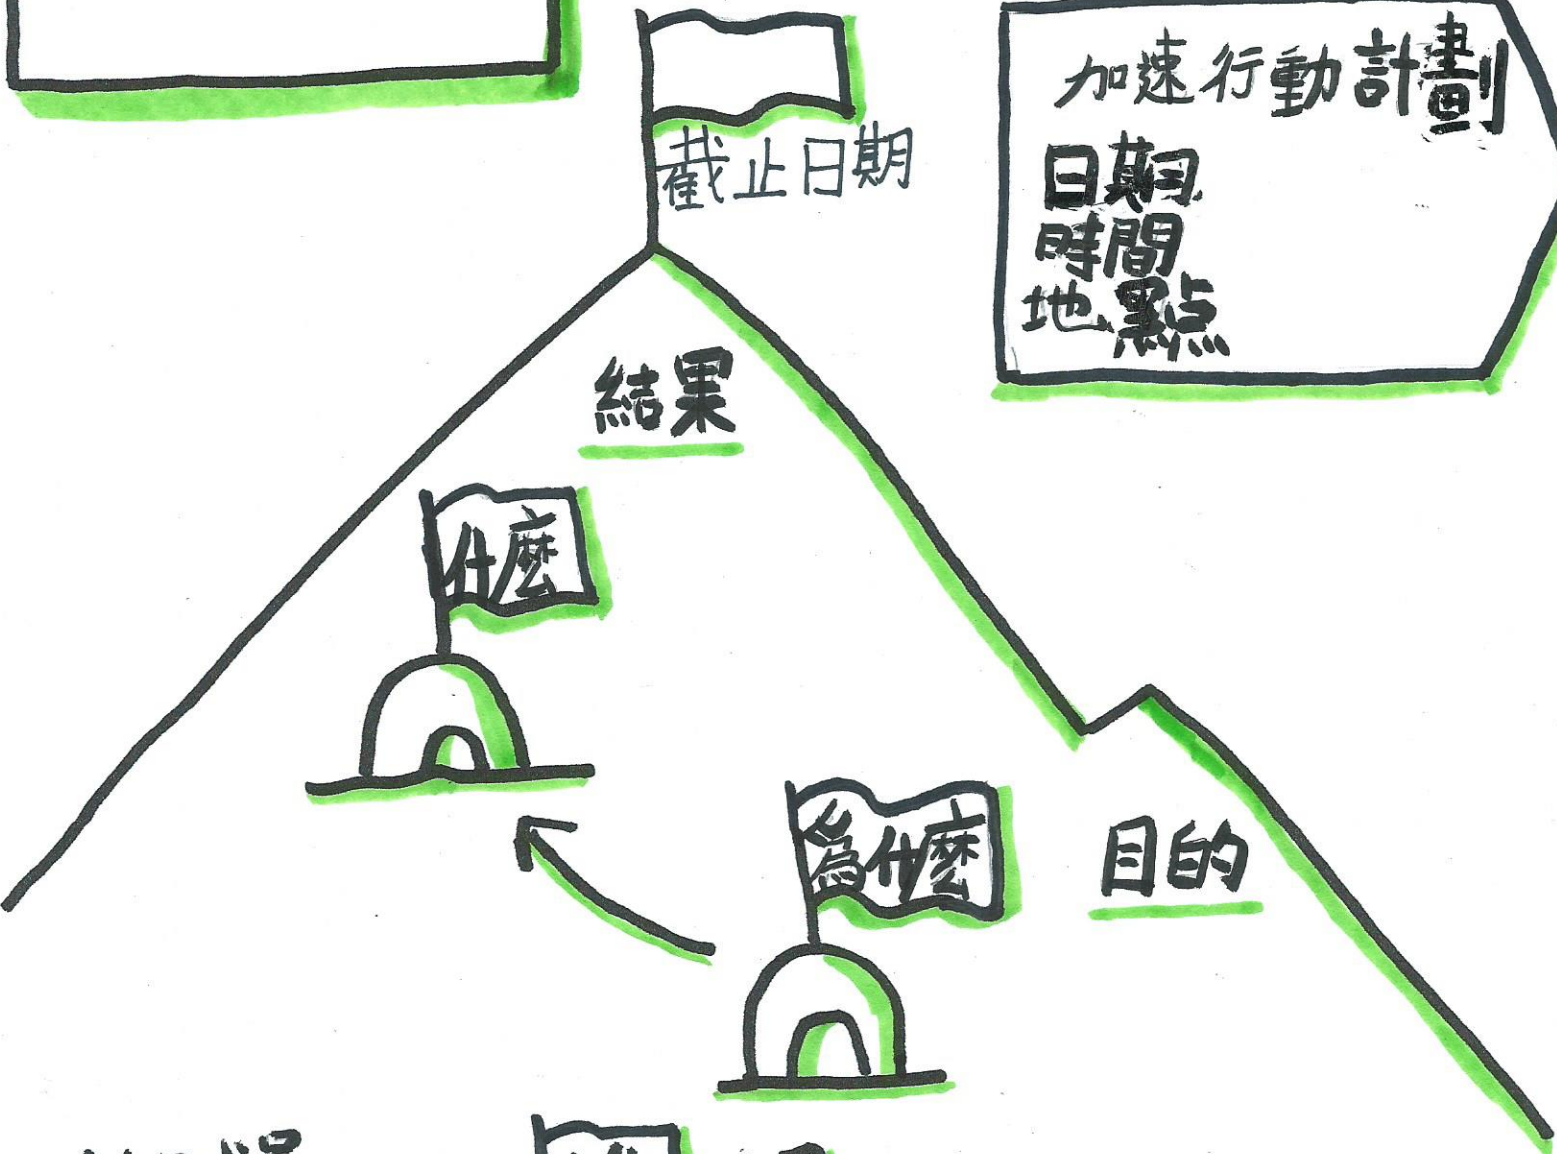 加速行動計劃
截止日期
日期
時間
地點
結果
什麼
為什麼
目的